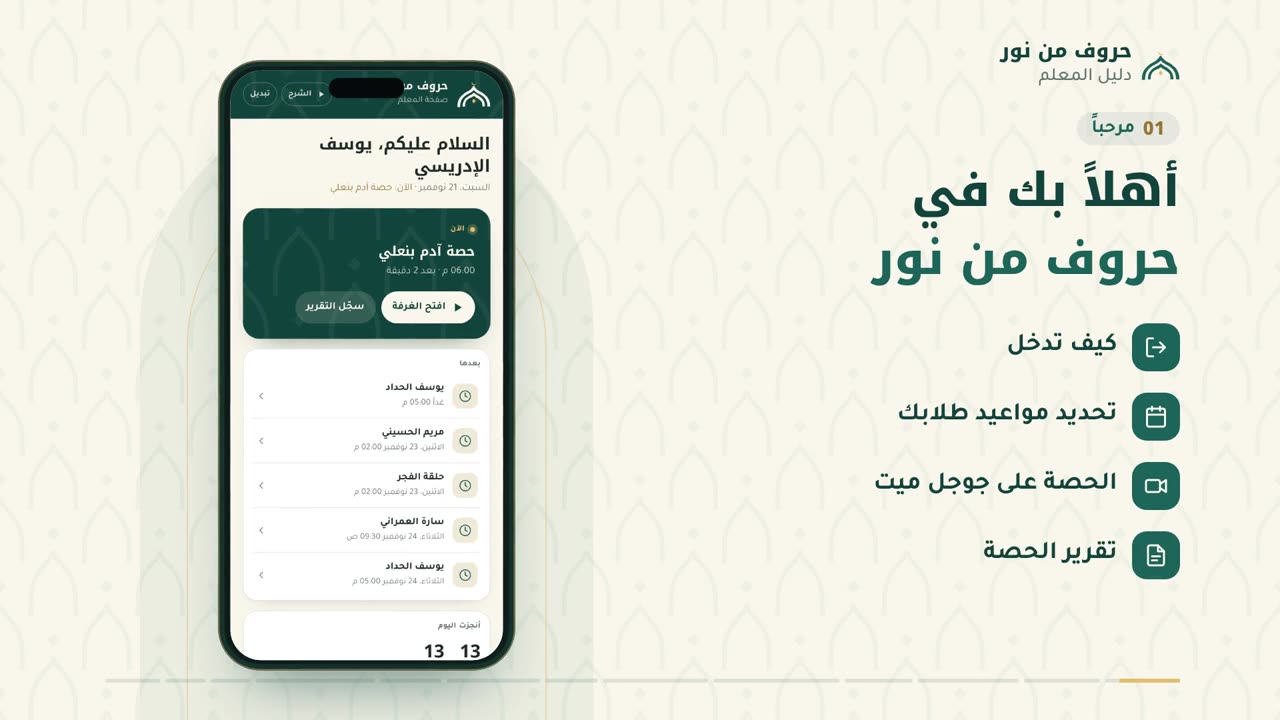 حروف من نور
دليل المعلم
01 مرحباً
أهلاً بك في
حروف من نور
كيف تدخل
تحديد مواعيد طلابك
الحصة على جوجل ميت
تقرير الحصة
حروف
صفحة المعلم
الشرح
تبديل
السلام عليكم، يوسف
الإدريسي
السبت، 21 نوفمبر · الآن: حصة آدم بنعلي
الآن
حصة آدم بنعلي
06:00 م · بعد 2 دقيقة
افتح الغرفة
سجّل التقرير
بعدها
يوسف الحداد
غداً 05:00 م
مريم الحسيني
الاثنين، 23 نوفمبر 02:00 م
حلقة الفجر
الاثنين، 23 نوفمبر 02:00 م
سارة العمراني
الثلاثاء، 24 نوفمبر 09:30 ص
يوسف الحداد
الثلاثاء، 24 نوفمبر 05:00 م
أنجزت اليوم
13 13